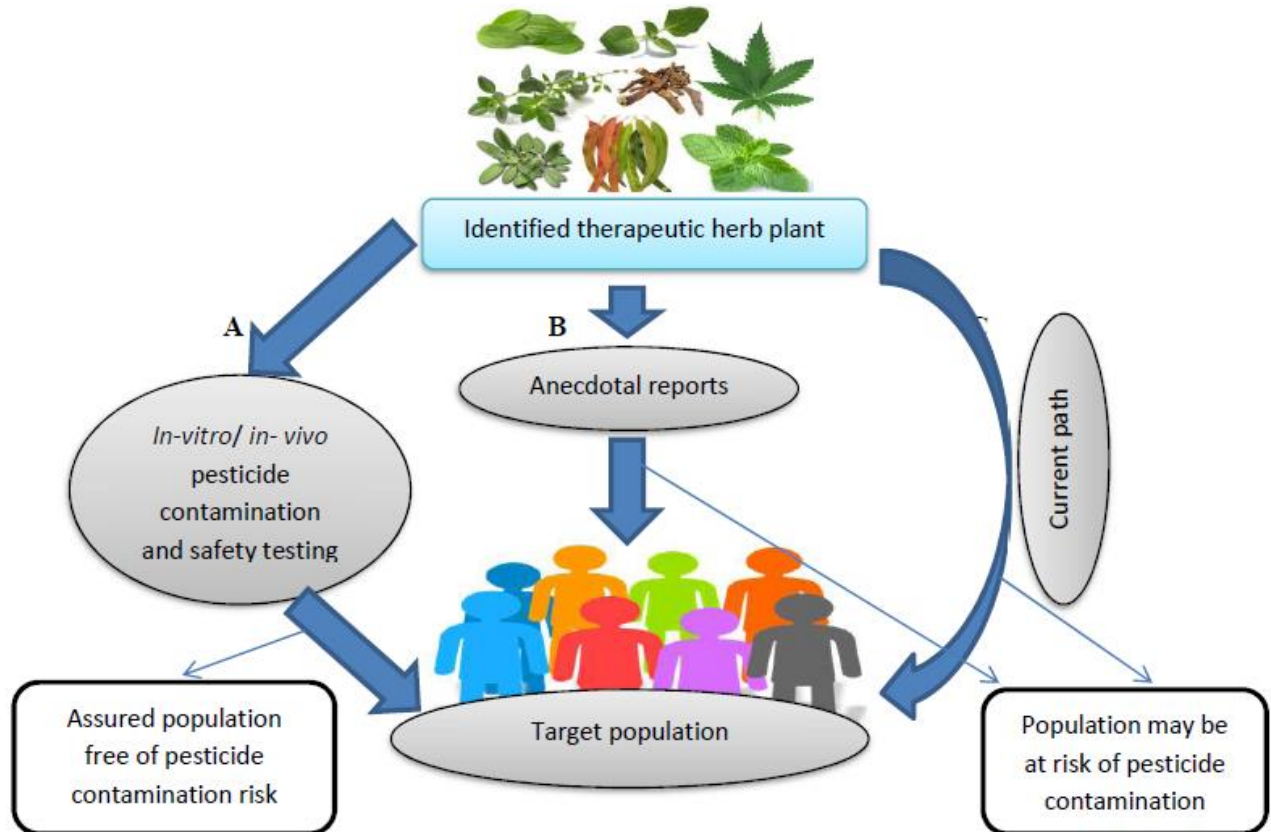 Identified therapeutic herb plant
A
B
Anecdotal reports
In-vitro/ in- vivo
pesticide
contamination
and safety testing
Current path
Target population
Assured population
free of pesticide
contamination risk
Population may be
at risk of pesticide
contamination